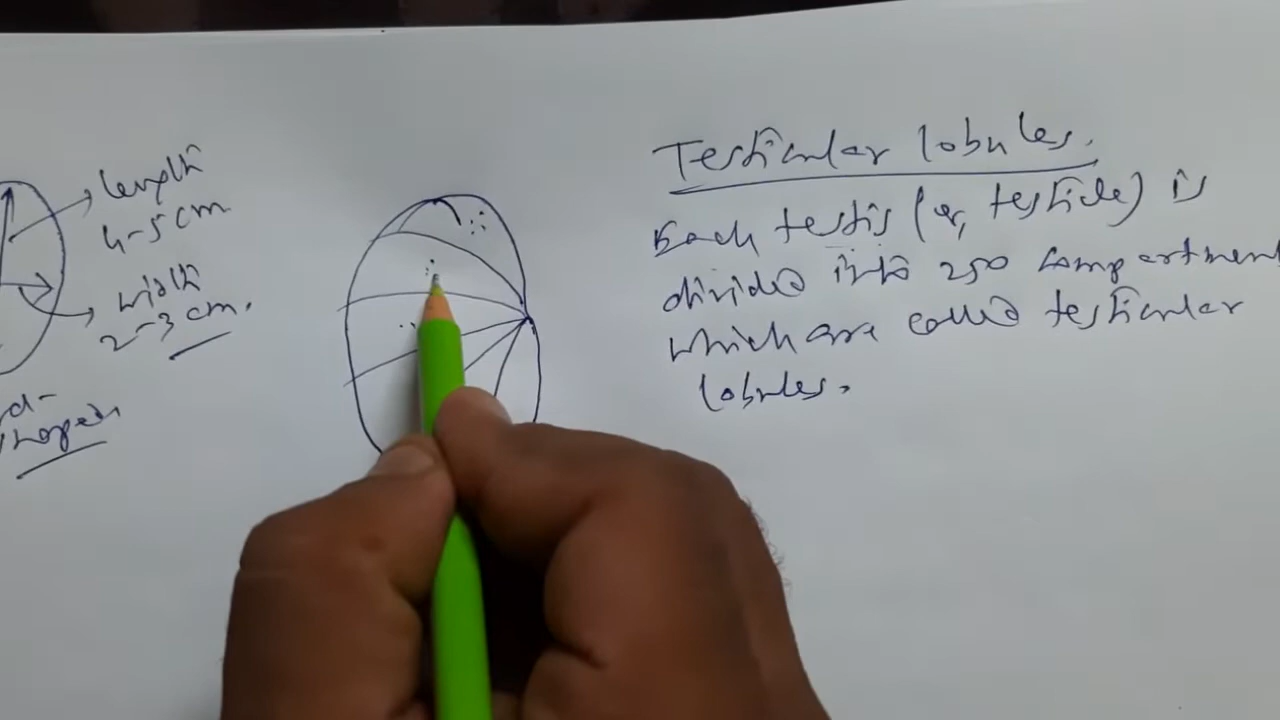 length
4-5 cm
width
2-3 cm.
Testicular lobules.
Each testis (or, testicle) is
divided into 250 compartment
which are called testicular
lobules.